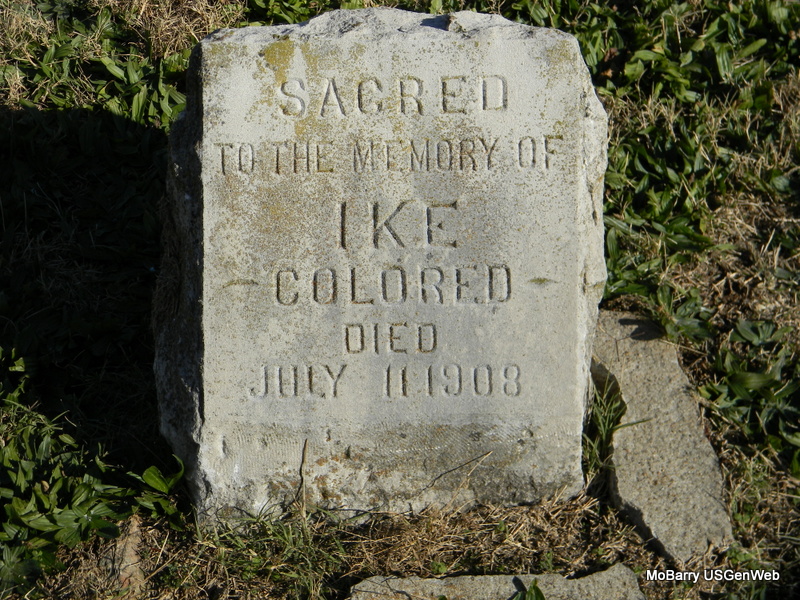 SACRED
TO THE MEMORY OF
IKE
- COLORED -
DIED
JULY 11 1908
MoBarry USGenWeb